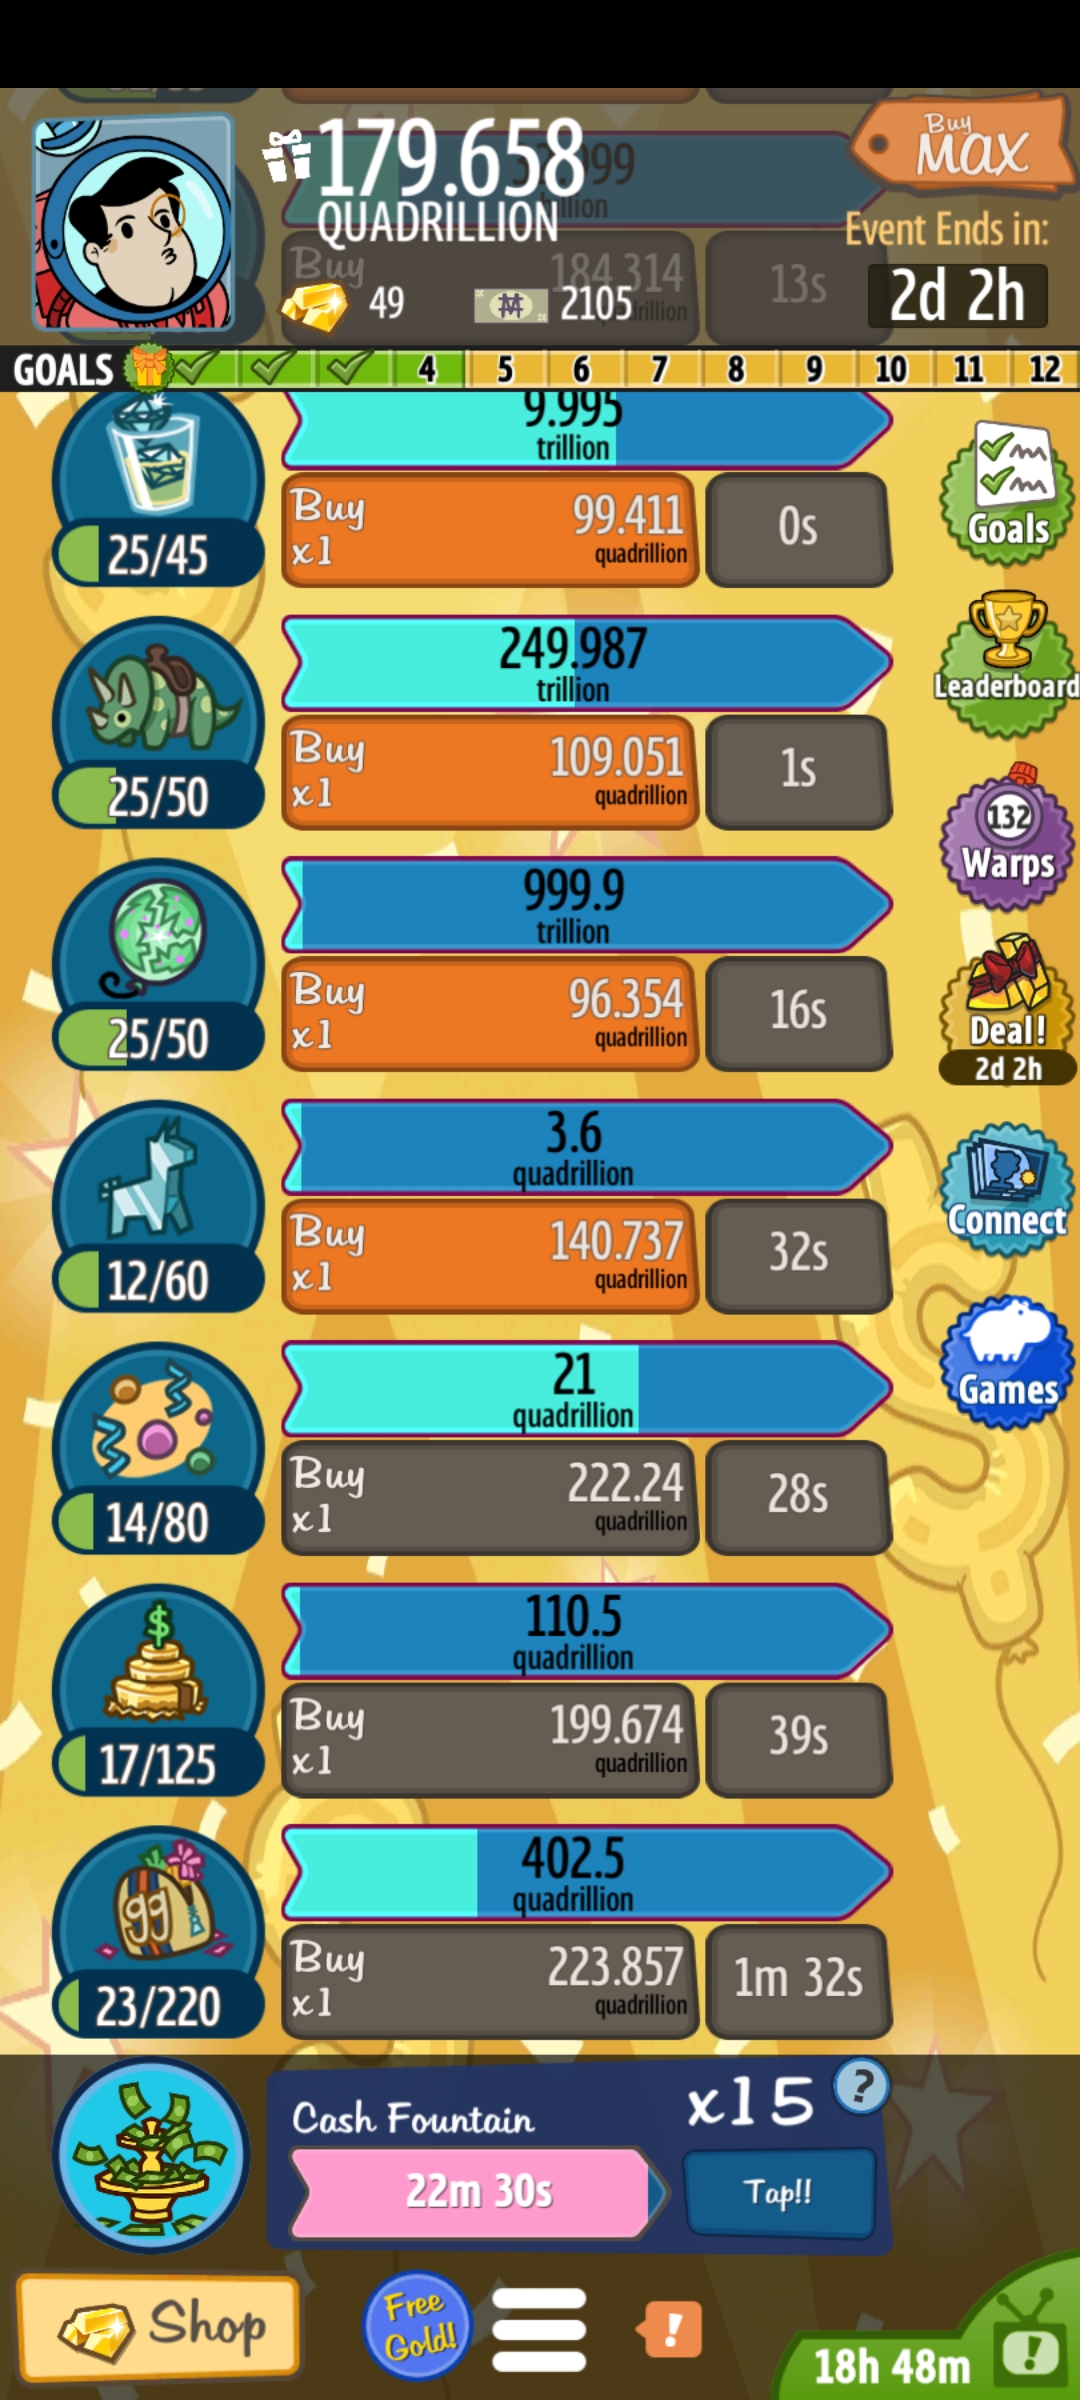 179.658
QUADRILLION
Buy
MAX
Event Ends in:
2d 2h
49
2105
Buy
184.314
13s
GOALS 4 5 6 7 8 9 10 11 12
9.995
trillion
Buy
x1
99.411
quadrillion
0s
25/45
Goals
249.987
trillion
Buy
x1
109.051
quadrillion
1s
25/50
Leaderboard
999.9
trillion
Buy
x1
96.354
quadrillion
16s
25/50
132
Warps
Deal!
2d 2h
3.6
quadrillion
Buy
x1
140.737
quadrillion
32s
12/60
Connect
21
quadrillion
Buy
x1
222.24
quadrillion
28s
14/80
Games
$
110.5
quadrillion
Buy
x1
199.674
quadrillion
39s
17/125
99
402.5
quadrillion
Buy
x1
223.857
quadrillion
1m 32s
23/220
Cash Fountain
x15
?
22m 30s
Tap!!
Shop
Free
Gold!
!
18h 48m
!